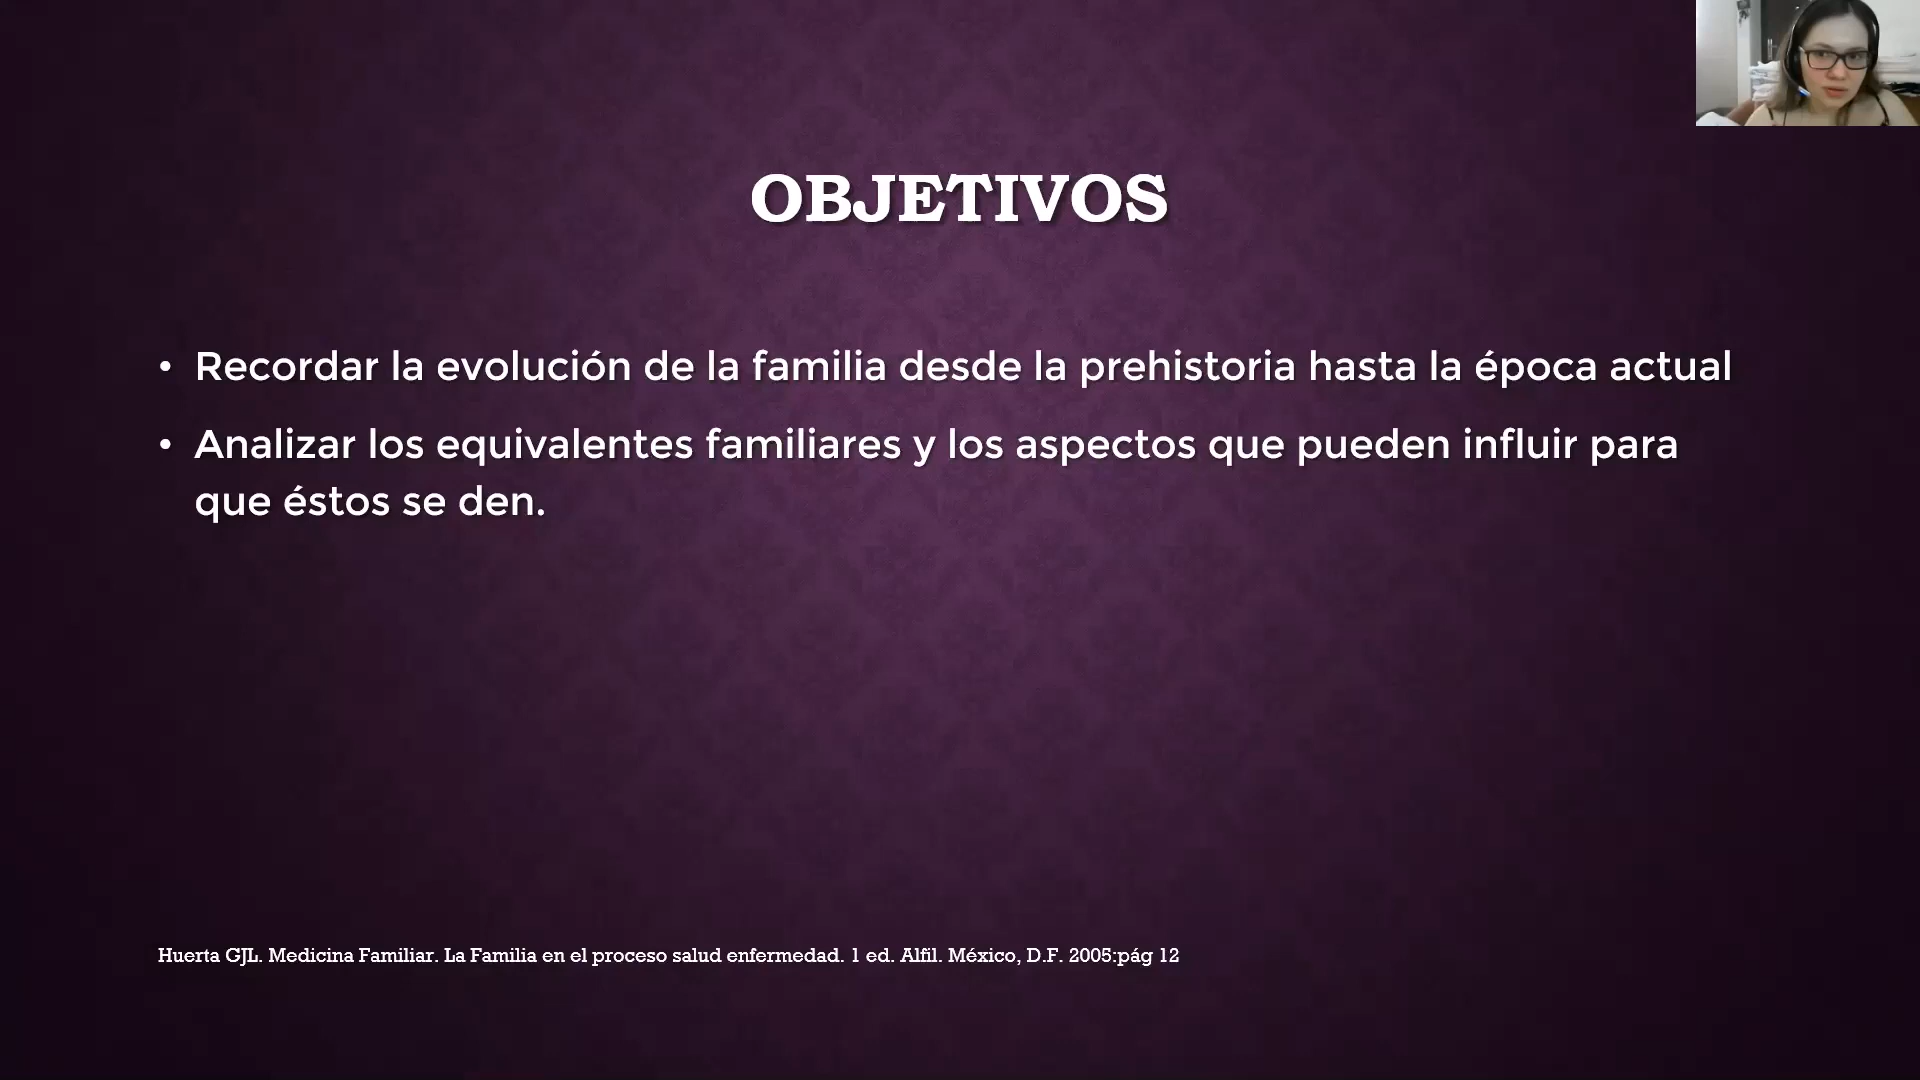 OBJETIVOS
• Recordar la evolución de la familia desde la prehistoria hasta la época actual
• Analizar los equivalentes familiares y los aspectos que pueden influir para
que éstos se den.
Huerta GJL. Medicina Familiar. La Familia en el proceso salud enfermedad. 1 ed. Alfil. México, D.F. 2005:pág 12